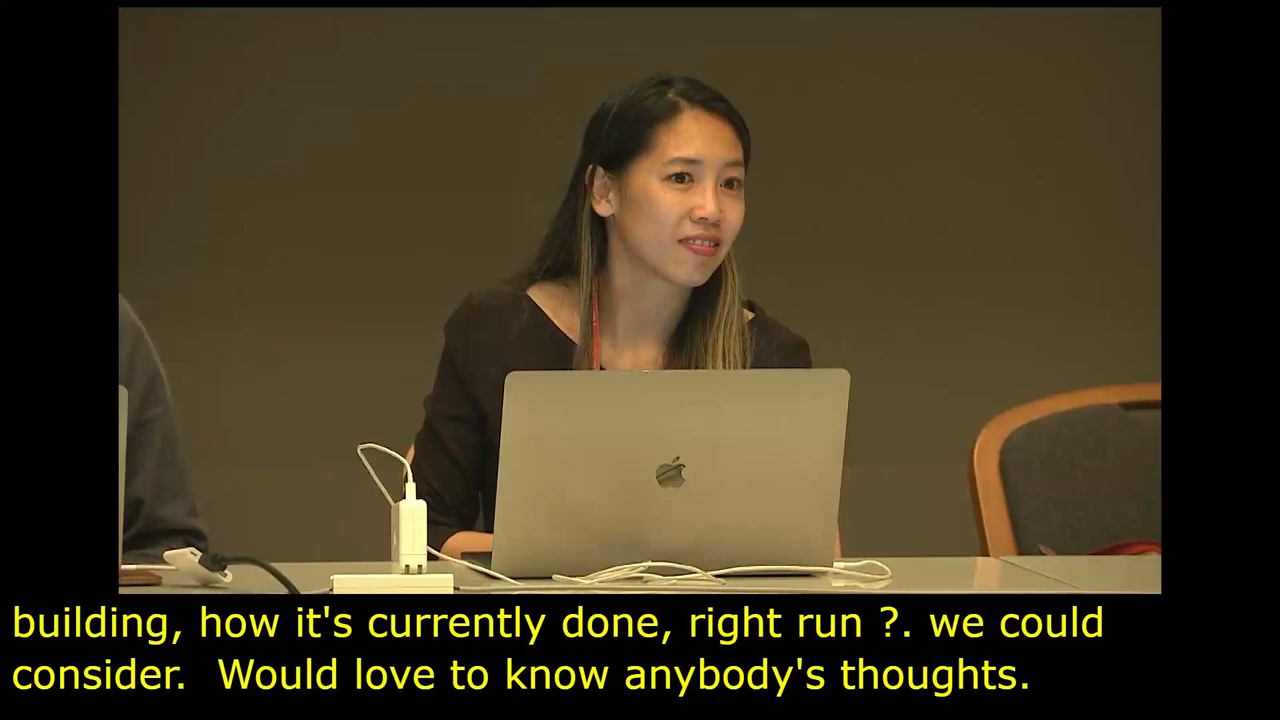 building, how it's currently done, right run ?. we could
consider.  Would love to know anybody's thoughts.